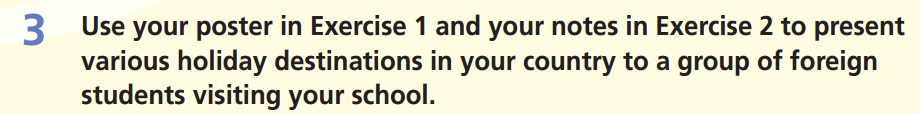 3 Use your poster in Exercise 1 and your notes in Exercise 2 to present
various holiday destinations in your country to a group of foreign
students visiting your school.